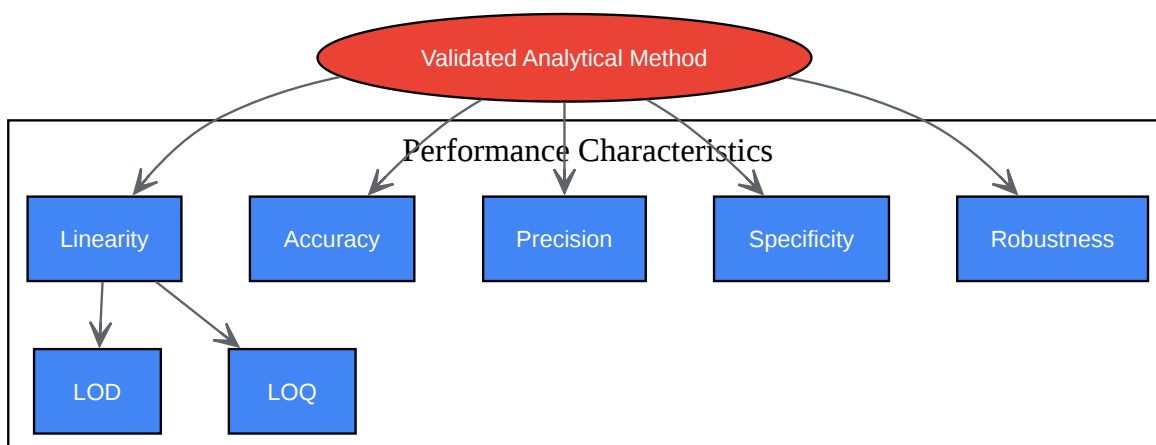 Validated Analytical Method
Performance Characteristics
Linearity
Accuracy
Precision
Specificity
Robustness
LOD
LOQ